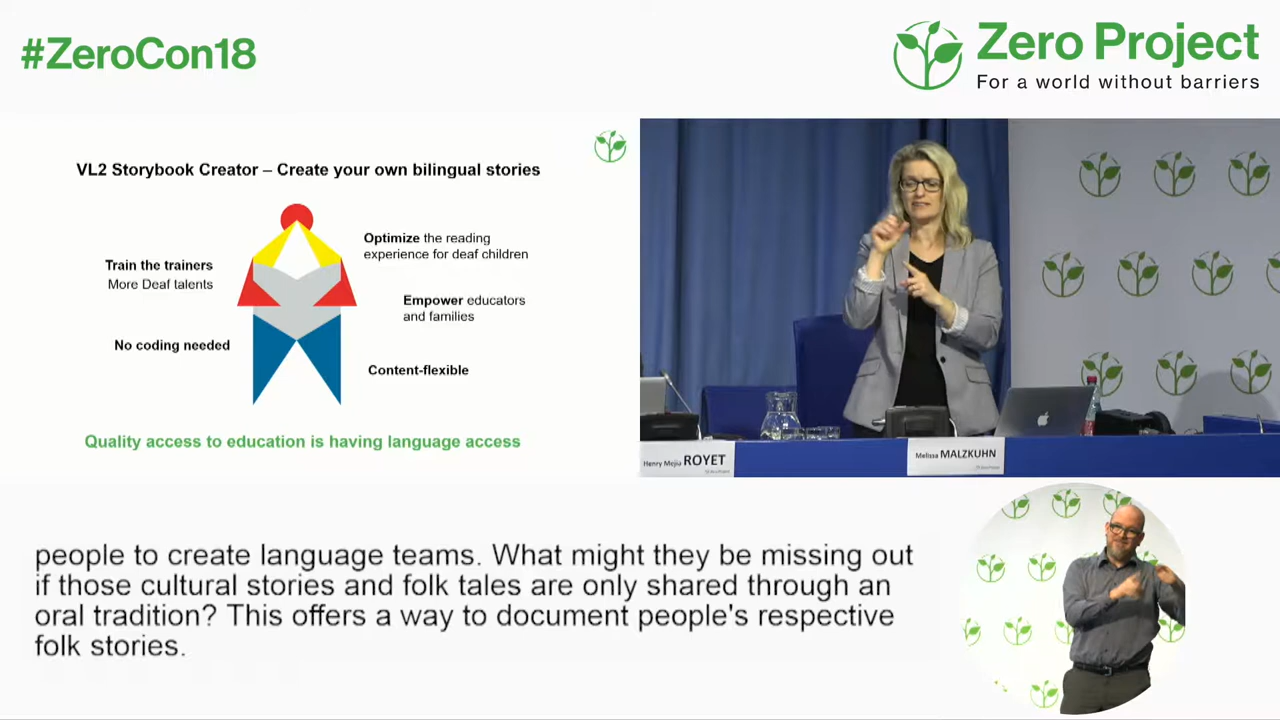 #ZeroCon18
Zero Project
For a world without barriers
VL2 Storybook Creator – Create your own bilingual stories
Optimize the reading
experience for deaf children
Train the trainers
More Deaf talents
Empower educators
and families
No coding needed
Content-flexible
Quality access to education is having language access
Henry Mejia ROYET
Melissa MALZKUHN
people to create language teams. What might they be missing out
if those cultural stories and folk tales are only shared through an
oral tradition? This offers a way to document people's respective
folk stories.